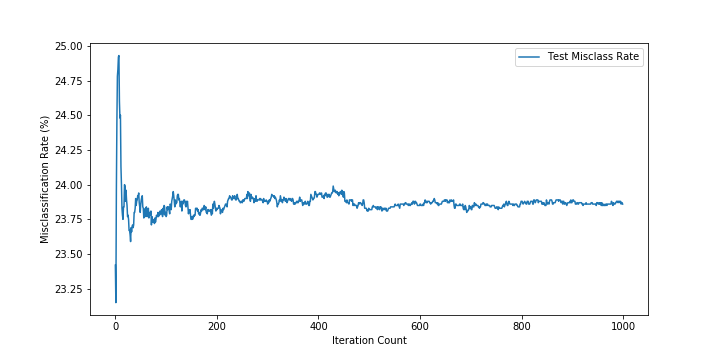 Test Misclass Rate
25.00
24.75
24.50
24.25
24.00
23.75
23.50
23.25
Misclassification Rate (%)
0 200 400 600 800 1000
Iteration Count